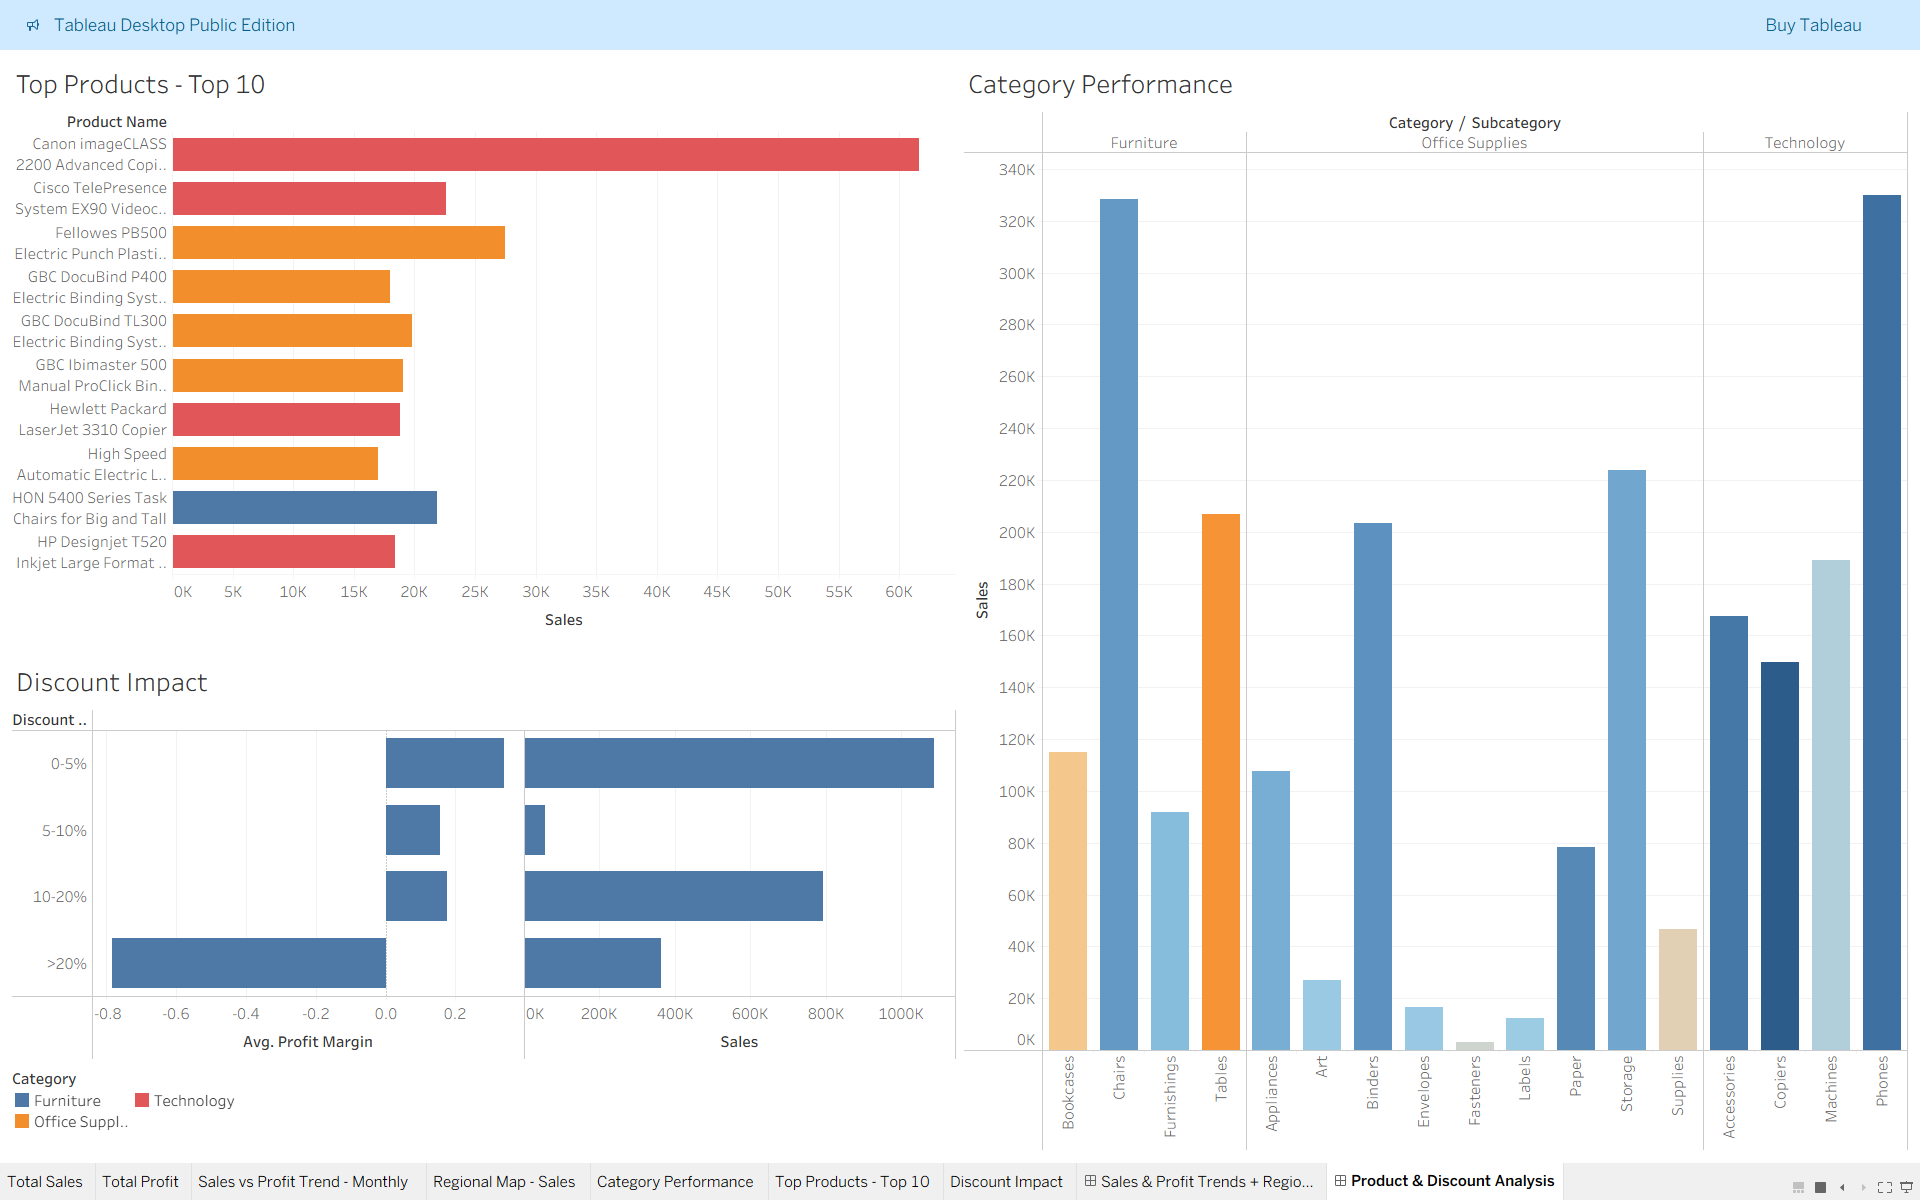 Tableau Desktop Public Edition
Buy Tableau
Top Products - Top 10
Product Name
Canon imageCLASS
2200 Advanced Copi..
Cisco TelePresence
System EX90 Videoc..
Fellowes PB500
Electric Punch Plasti..
GBC DocuBind P400
Electric Binding Syst..
GBC DocuBind TL300
Electric Binding Syst..
GBC Ibimaster 500
Manual ProClick Bin..
Hewlett Packard
LaserJet 3310 Copier
High Speed
Automatic Electric L..
HON 5400 Series Task
Chairs for Big and Tall
HP Designjet T520
Inkjet Large Format ..
0K 5K 10K 15K 20K 25K 30K 35K 40K 45K 50K 55K 60K
Sales
Discount Impact
Discount ..
0-5%
5-10%
10-20%
>20%
-0.8 -0.6 -0.4 -0.2 0.0 0.2
0K 200K 400K 600K 800K 1000K
Avg. Profit Margin
Sales
Category
Furniture
Technology
Office Suppl..
Category Performance
Category / Subcategory
Furniture
Office Supplies
Technology
340K
320K
300K
280K
260K
240K
220K
200K
180K
160K
140K
120K
100K
80K
60K
40K
20K
0K
Sales
Bookcases
Chairs
Furnishings
Tables
Appliances
Art
Binders
Envelopes
Fasteners
Labels
Paper
Storage
Supplies
Accessories
Copiers
Machines
Phones
Total Sales
Total Profit
Sales vs Profit Trend - Monthly
Regional Map - Sales
Category Performance
Top Products - Top 10
Discount Impact
Sales & Profit Trends + Regio...
Product & Discount Analysis